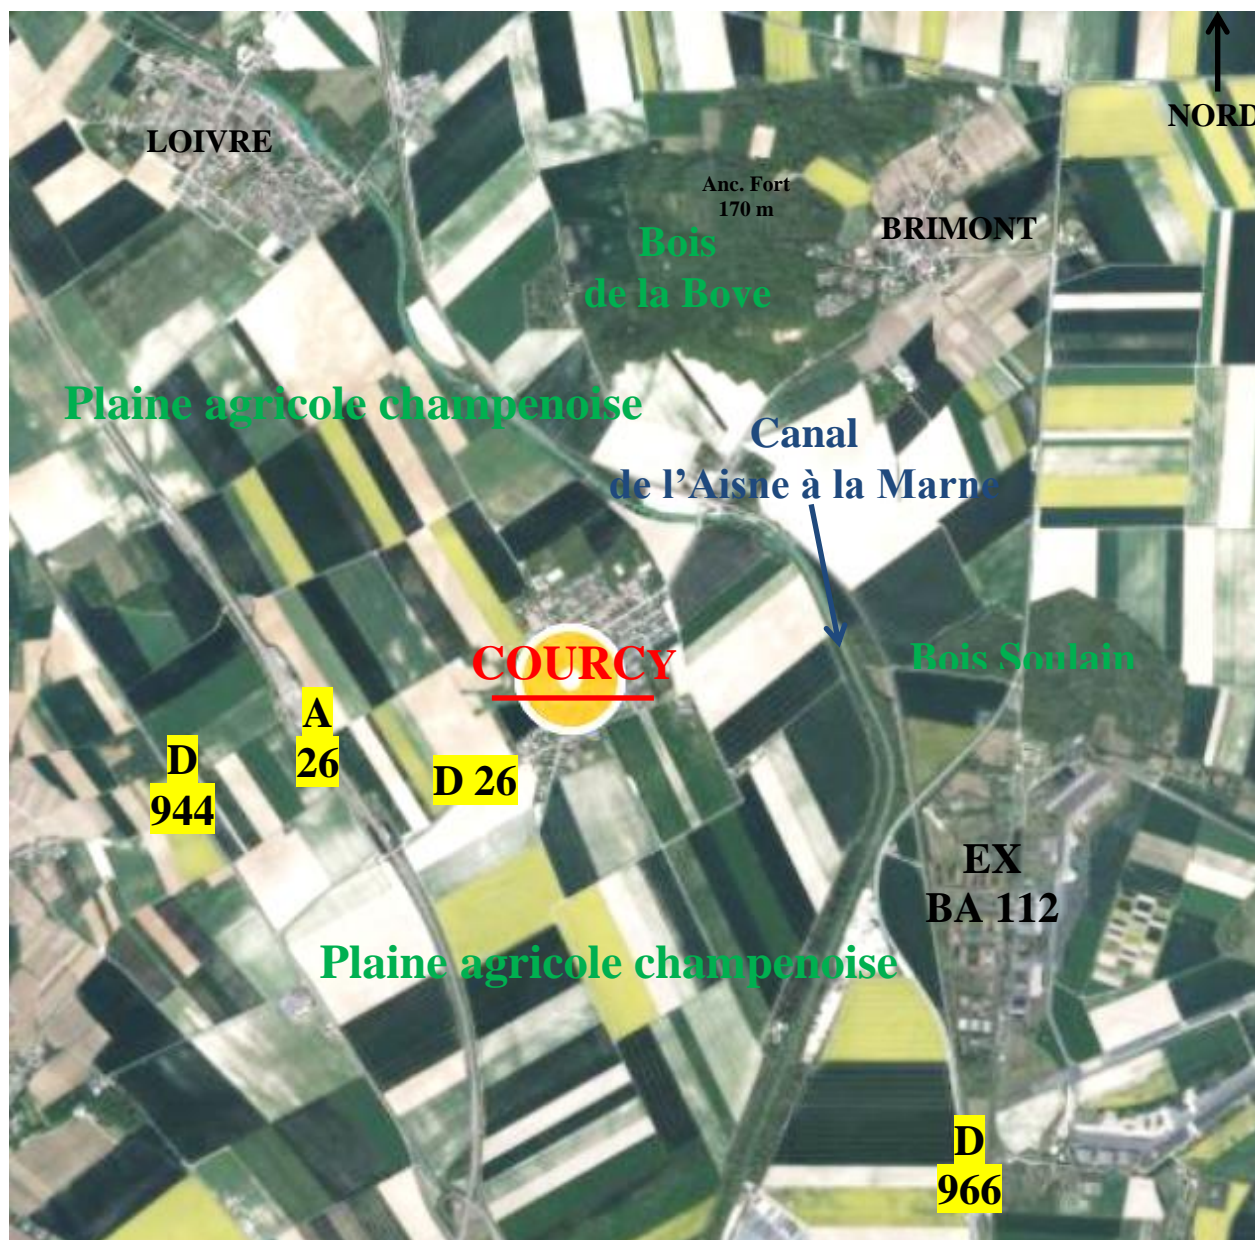 NORD
LOIVRE
Anc. Fort
170 m
BRIMONT
Bois
de la Bove
Plaine agricole champenoise
Canal
de l’Aisne à la Marne
COURCY
Bois Soulain
A
26
D
944
D 26
EX
BA 112
Plaine agricole champenoise
D
966